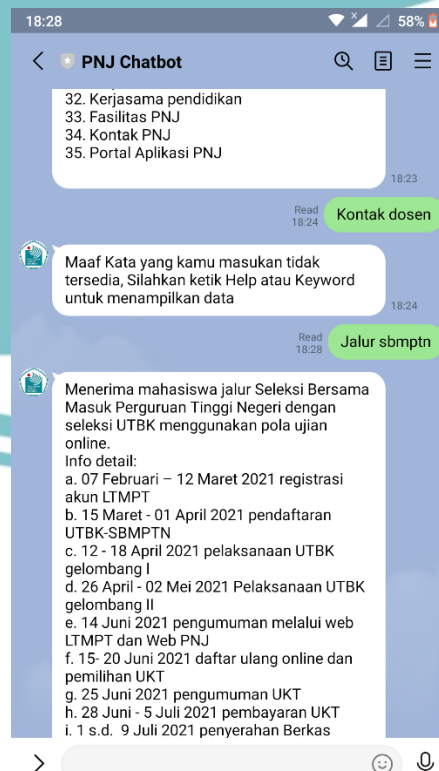 18:28
58%
PNJ Chatbot
32. Kerjasama pendidikan
33. Fasilitas PNJ
34. Kontak PNJ
35. Portal Aplikasi PNJ
18:23
Read
18:24
Kontak dosen
Maaf Kata yang kamu masukan tidak
tersedia, Silahkan ketik Help atau Keyword
untuk menampilkan data
18:24
Read
18:28
Jalur sbmptn
Menerima mahasiswa jalur Seleksi Bersama
Masuk Perguruan Tinggi Negeri dengan
seleksi UTBK menggunakan pola ujian
online.
Info detail:
a. 07 Februari – 12 Maret 2021 registrasi
akun LTMPT
b. 15 Maret - 01 April 2021 pendaftaran
UTBK-SBMPTN
c. 12 - 18 April 2021 pelaksanaan UTBK
gelombang I
d. 26 April - 02 Mei 2021 Pelaksanaan UTBK
gelombang II
e. 14 Juni 2021 pengumuman melalui web
LTMPT dan Web PNJ
f. 15- 20 Juni 2021 daftar ulang online dan
pemilihan UKT
g. 25 Juni 2021 pengumuman UKT
h. 28 Juni - 5 Juli 2021 pembayaran UKT
i. 1 s.d.  9 Juli 2021 penyerahan Berkas